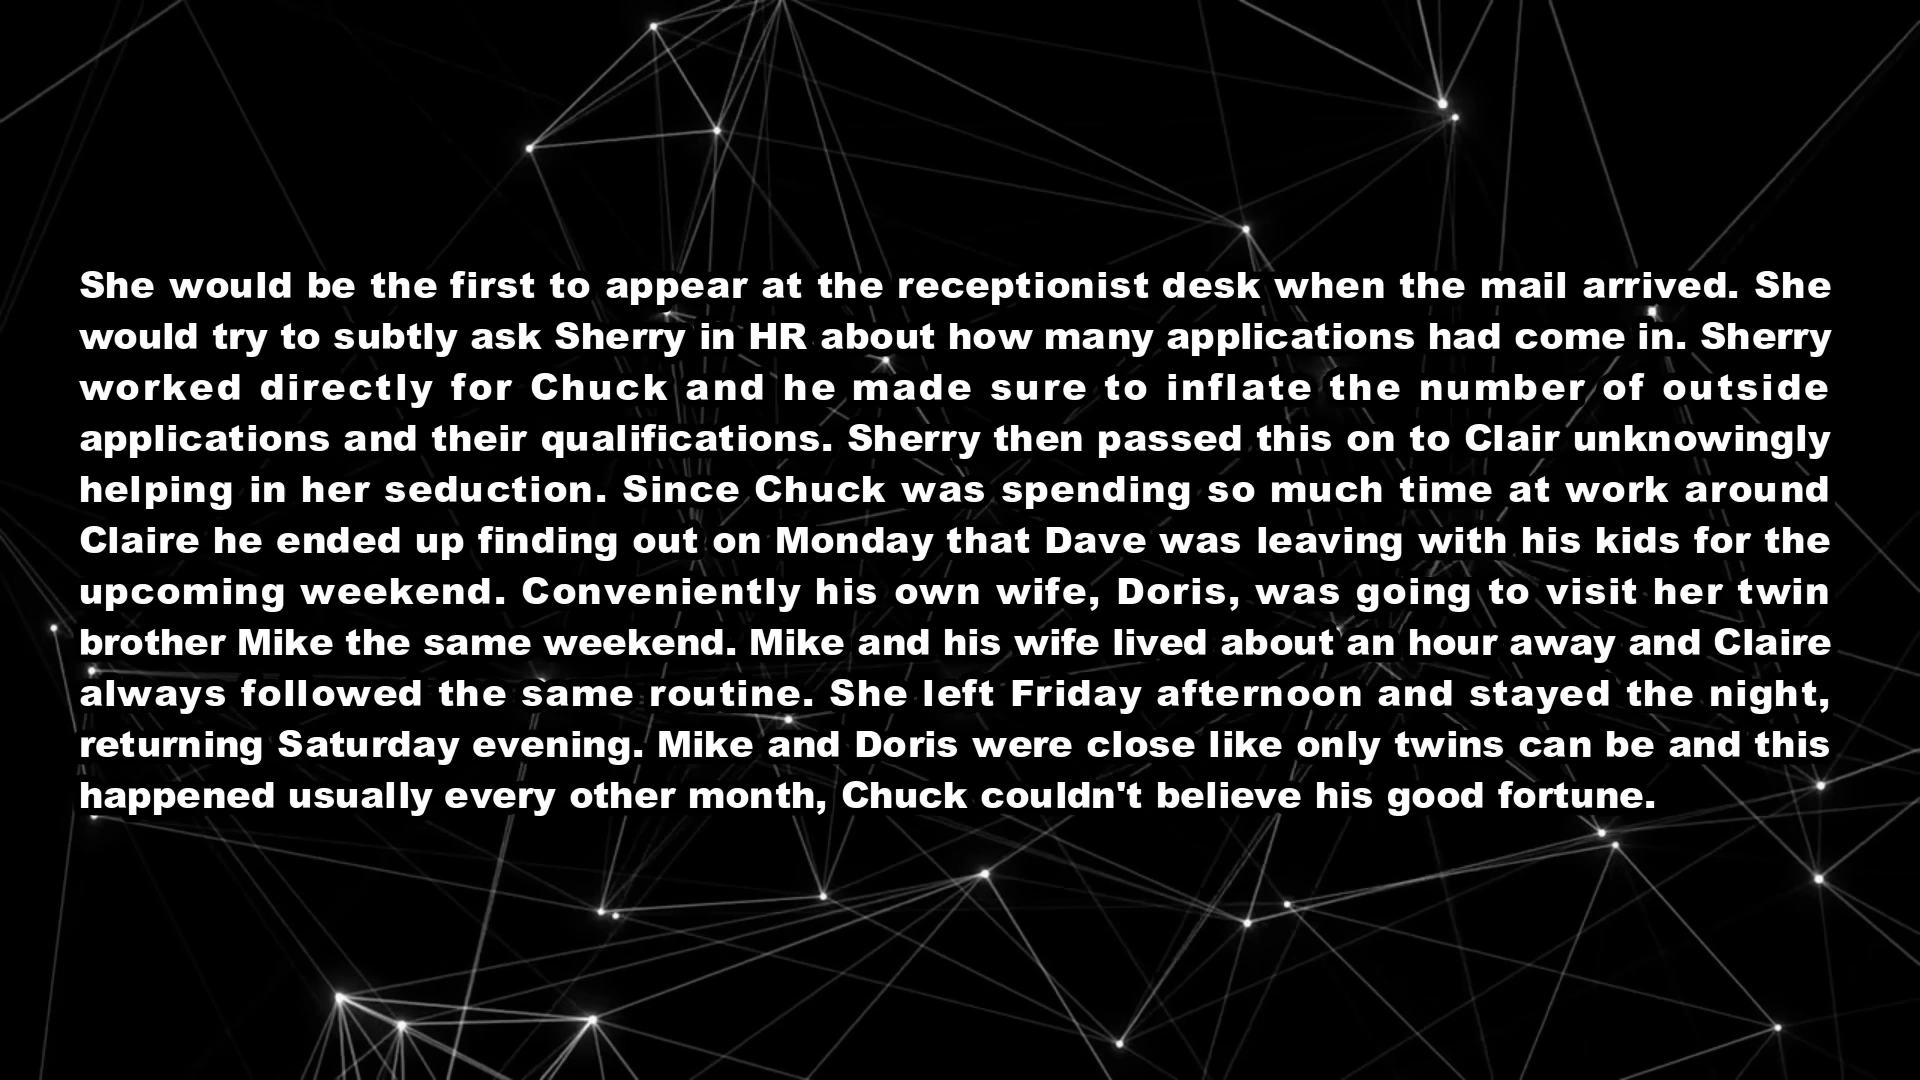 She would be the first to appear at the receptionist desk when the mail arrived. She
would try to subtly ask Sherry in HR about how many applications had come in. Sherry
worked directly for Chuck and he made sure to inflate the number of outside
applications and their qualifications. Sherry then passed this on to Clair unknowingly
helping in her seduction. Since Chuck was spending so much time at work around
Claire he ended up finding out on Monday that Dave was leaving with his kids for the
upcoming weekend. Conveniently his own wife, Doris, was going to visit her twin
brother Mike the same weekend. Mike and his wife lived about an hour away and Claire
always followed the same routine. She left Friday afternoon and stayed the night,
returning Saturday evening. Mike and Doris were close like only twins can be and this
happened usually every other month, Chuck couldn't believe his good fortune.